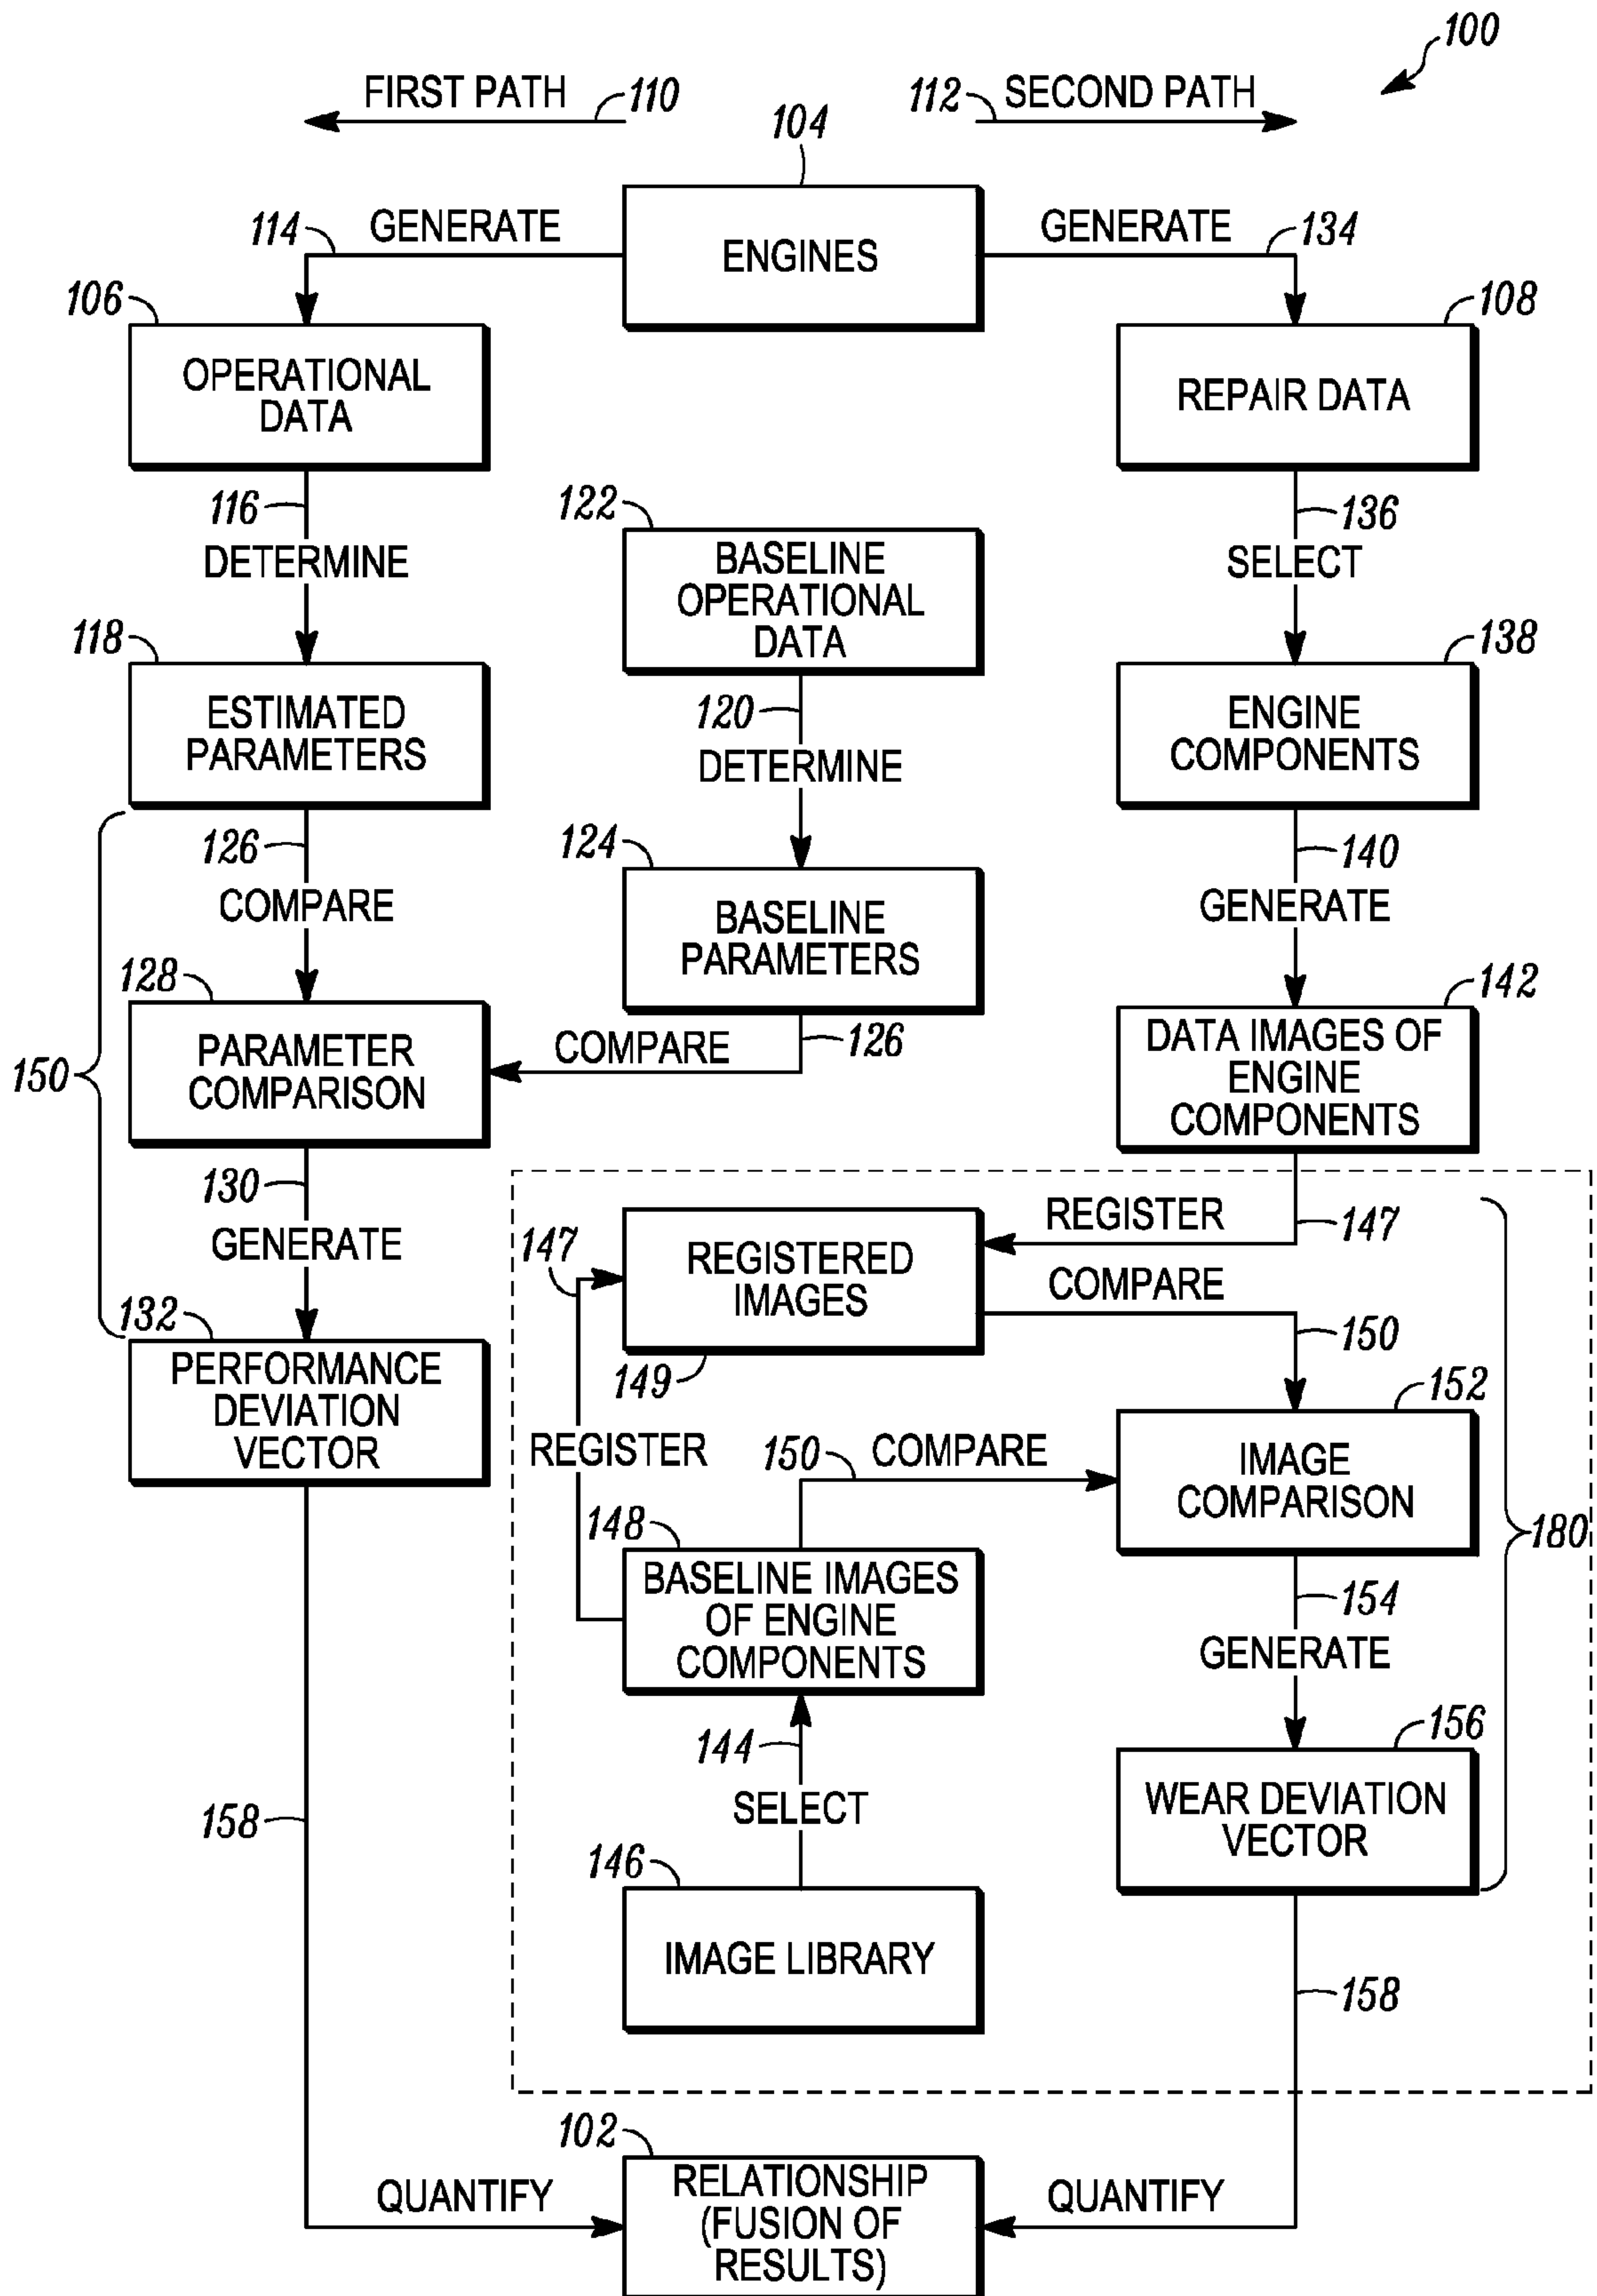 100
FIRST PATH
110
112
SECOND PATH
104
114
GENERATE
ENGINES
GENERATE
134
106
OPERATIONAL
DATA
108
REPAIR DATA
116
DETERMINE
122
BASELINE
OPERATIONAL
DATA
136
SELECT
118
ESTIMATED
PARAMETERS
120
DETERMINE
138
ENGINE
COMPONENTS
126
COMPARE
124
BASELINE
PARAMETERS
140
GENERATE
150
128
PARAMETER
COMPARISON
COMPARE
126
142
DATA IMAGES OF
ENGINE
COMPONENTS
130
GENERATE
147
REGISTERED
IMAGES
149
REGISTER
147
COMPARE
150
132
PERFORMANCE
DEVIATION
VECTOR
REGISTER
150
COMPARE
152
IMAGE
COMPARISON
180
148
BASELINE IMAGES
OF ENGINE
COMPONENTS
154
GENERATE
144
SELECT
156
WEAR DEVIATION
VECTOR
158
146
IMAGE LIBRARY
158
102
QUANTIFY
RELATIONSHIP
(FUSION OF
RESULTS)
QUANTIFY